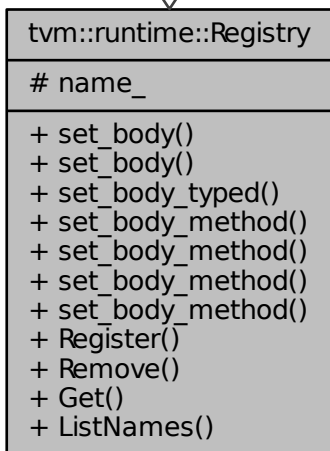 tvm::runtime::Registry
# name_
+ set_body()
+ set_body()
+ set_body_typed()
+ set_body_method()
+ set_body_method()
+ set_body_method()
+ set_body_method()
+ Register()
+ Remove()
+ Get()
+ ListNames()